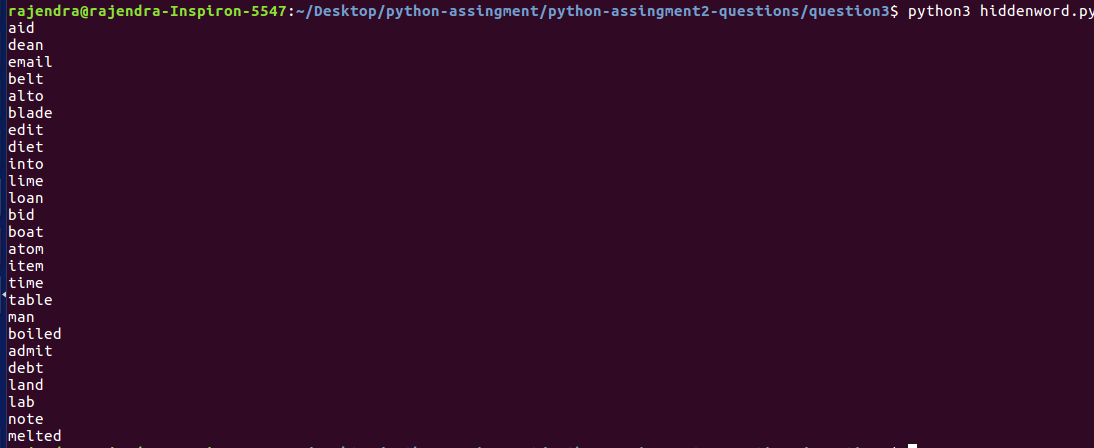 rajendra@rajendra-Inspiron-5547:~/Desktop/python-assingment/python-assingment2-questions/question3$ python3 hiddenword.py
aid
dean
email
belt
alto
blade
edit
diet
into
lime
loan
bid
boat
atom
item
time
table
man
boiled
admit
debt
land
lab
note
melted